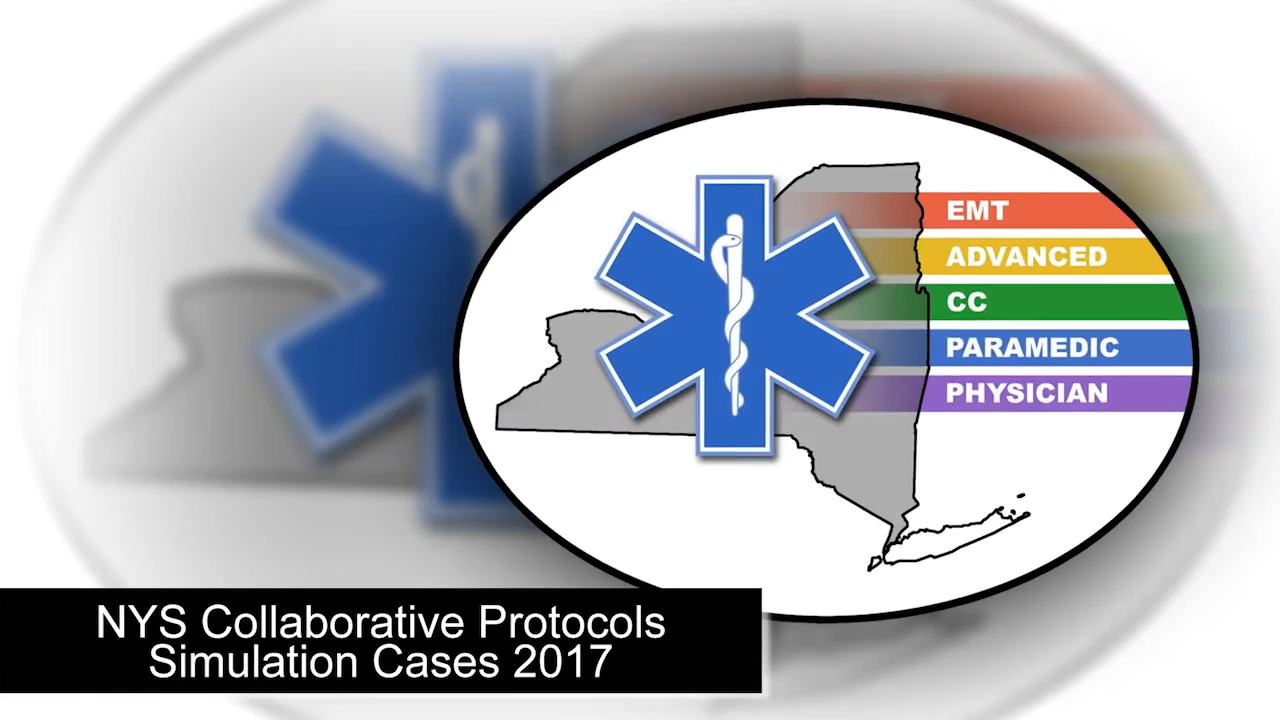 EMT
ADVANCED
CC
PARAMEDIC
PHYSICIAN
NYS Collaborative Protocols
Simulation Cases 2017